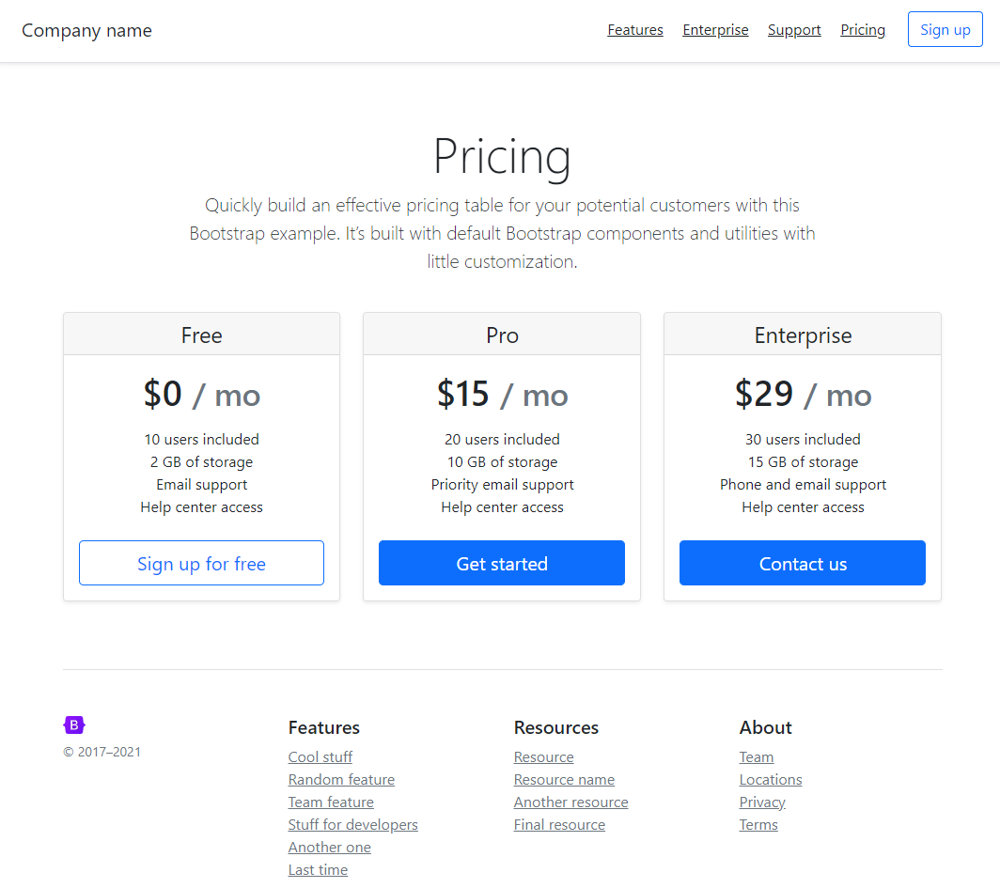 Company name
Features Enterprise Support Pricing Sign up
Pricing
Quickly build an effective pricing table for your potential customers with this
Bootstrap example. It’s built with default Bootstrap components and utilities with
little customization.
Free
$0 / mo
10 users included
2 GB of storage
Email support
Help center access
Sign up for free
Pro
$15 / mo
20 users included
10 GB of storage
Priority email support
Help center access
Get started
Enterprise
$29 / mo
30 users included
15 GB of storage
Phone and email support
Help center access
Contact us
B
© 2017–2021
Features
Cool stuff
Random feature
Team feature
Stuff for developers
Another one
Last time
Resources
Resource
Resource name
Another resource
Final resource
About
Team
Locations
Privacy
Terms